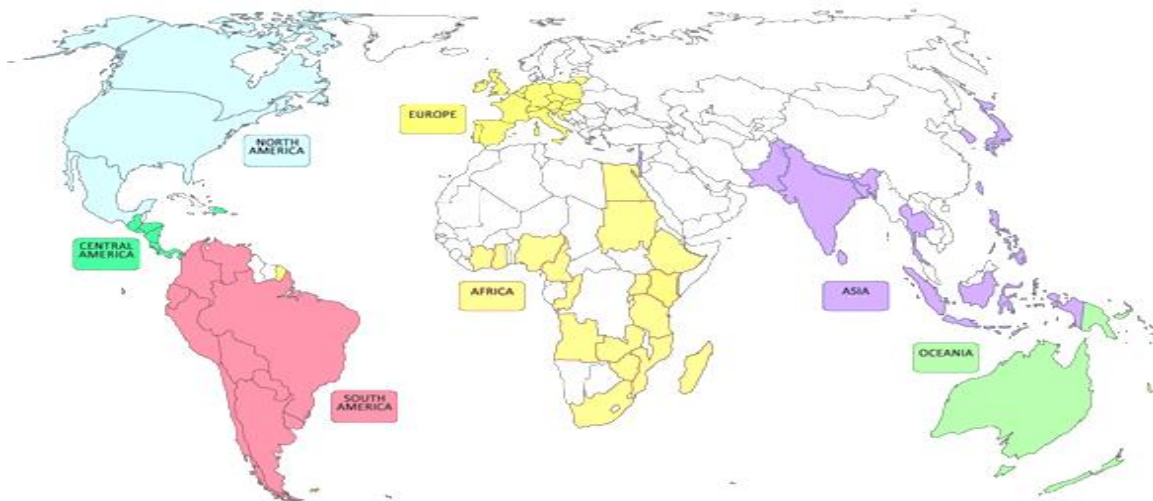 EUROPE
NORTH
AMERICA
CENTRAL
AMERICA
AFRICA
ASIA
OCEANIA
SOUTH
AMERICA